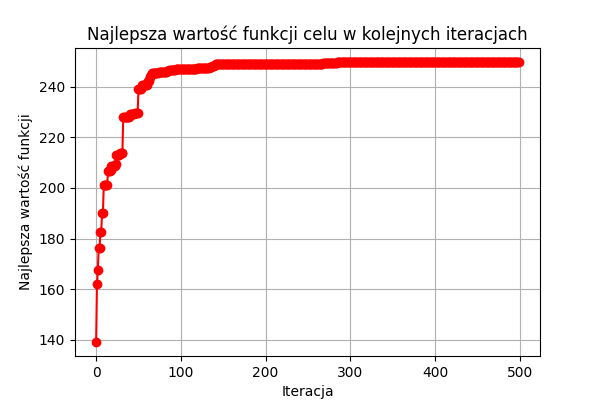 Najlepsza wartość funkcji celu w kolejnych iteracjach
Najlepsza wartość funkcji
240
220
200
180
160
140
0 100 200 300 400 500
Iteracja